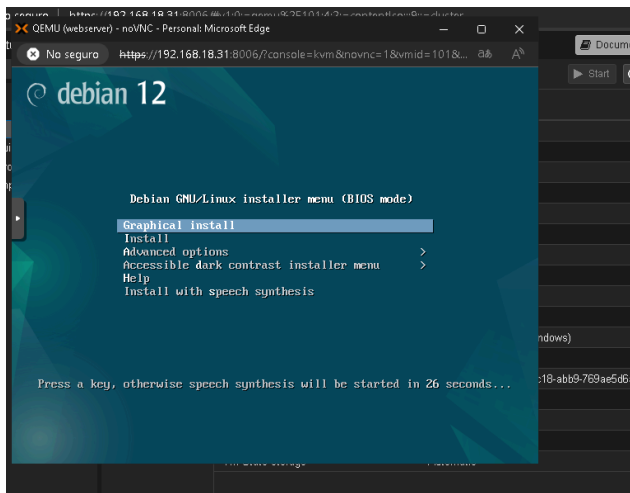 QEMU (webserver) - noVNC - Personal: Microsoft Edge
No seguro https://192.168.18.31:8006/?console=kvm&novnc=1&vmid=101&...
Docum
Start
debian 12
Debian GNU/Linux installer menu (BIOS mode)
Graphical install
Install
Advanced options >
Accessible dark contrast installer menu >
Help
Install with speech synthesis
ndows)
:18-abb9-769ae5d6
Press a key, otherwise speech synthesis will be started in 26 seconds...